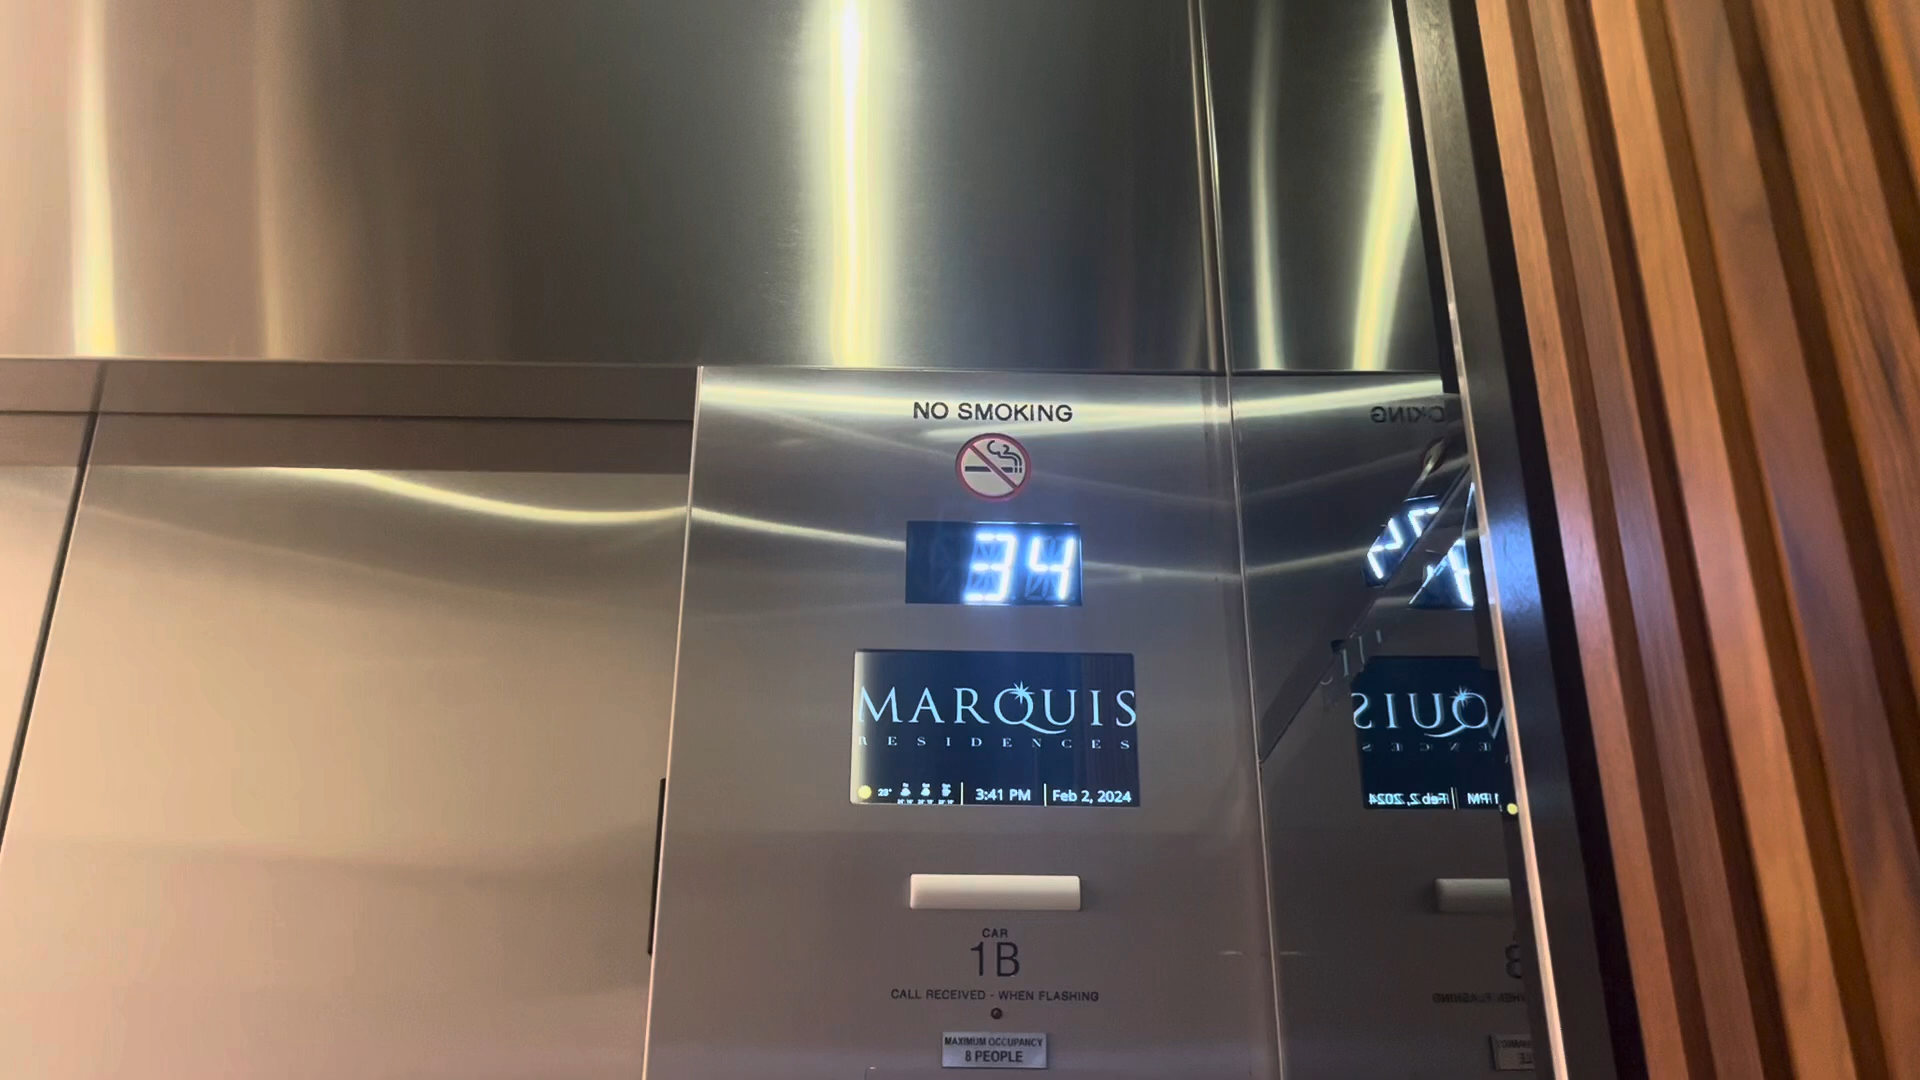 NO SMOKING
34
MARQUIS
RESIDENCES
23° 3:41 PM Feb 2, 2024
CAR
1B
CALL RECEIVED - WHEN FLASHING
MAXIMUM OCCUPANCY
8 PEOPLE